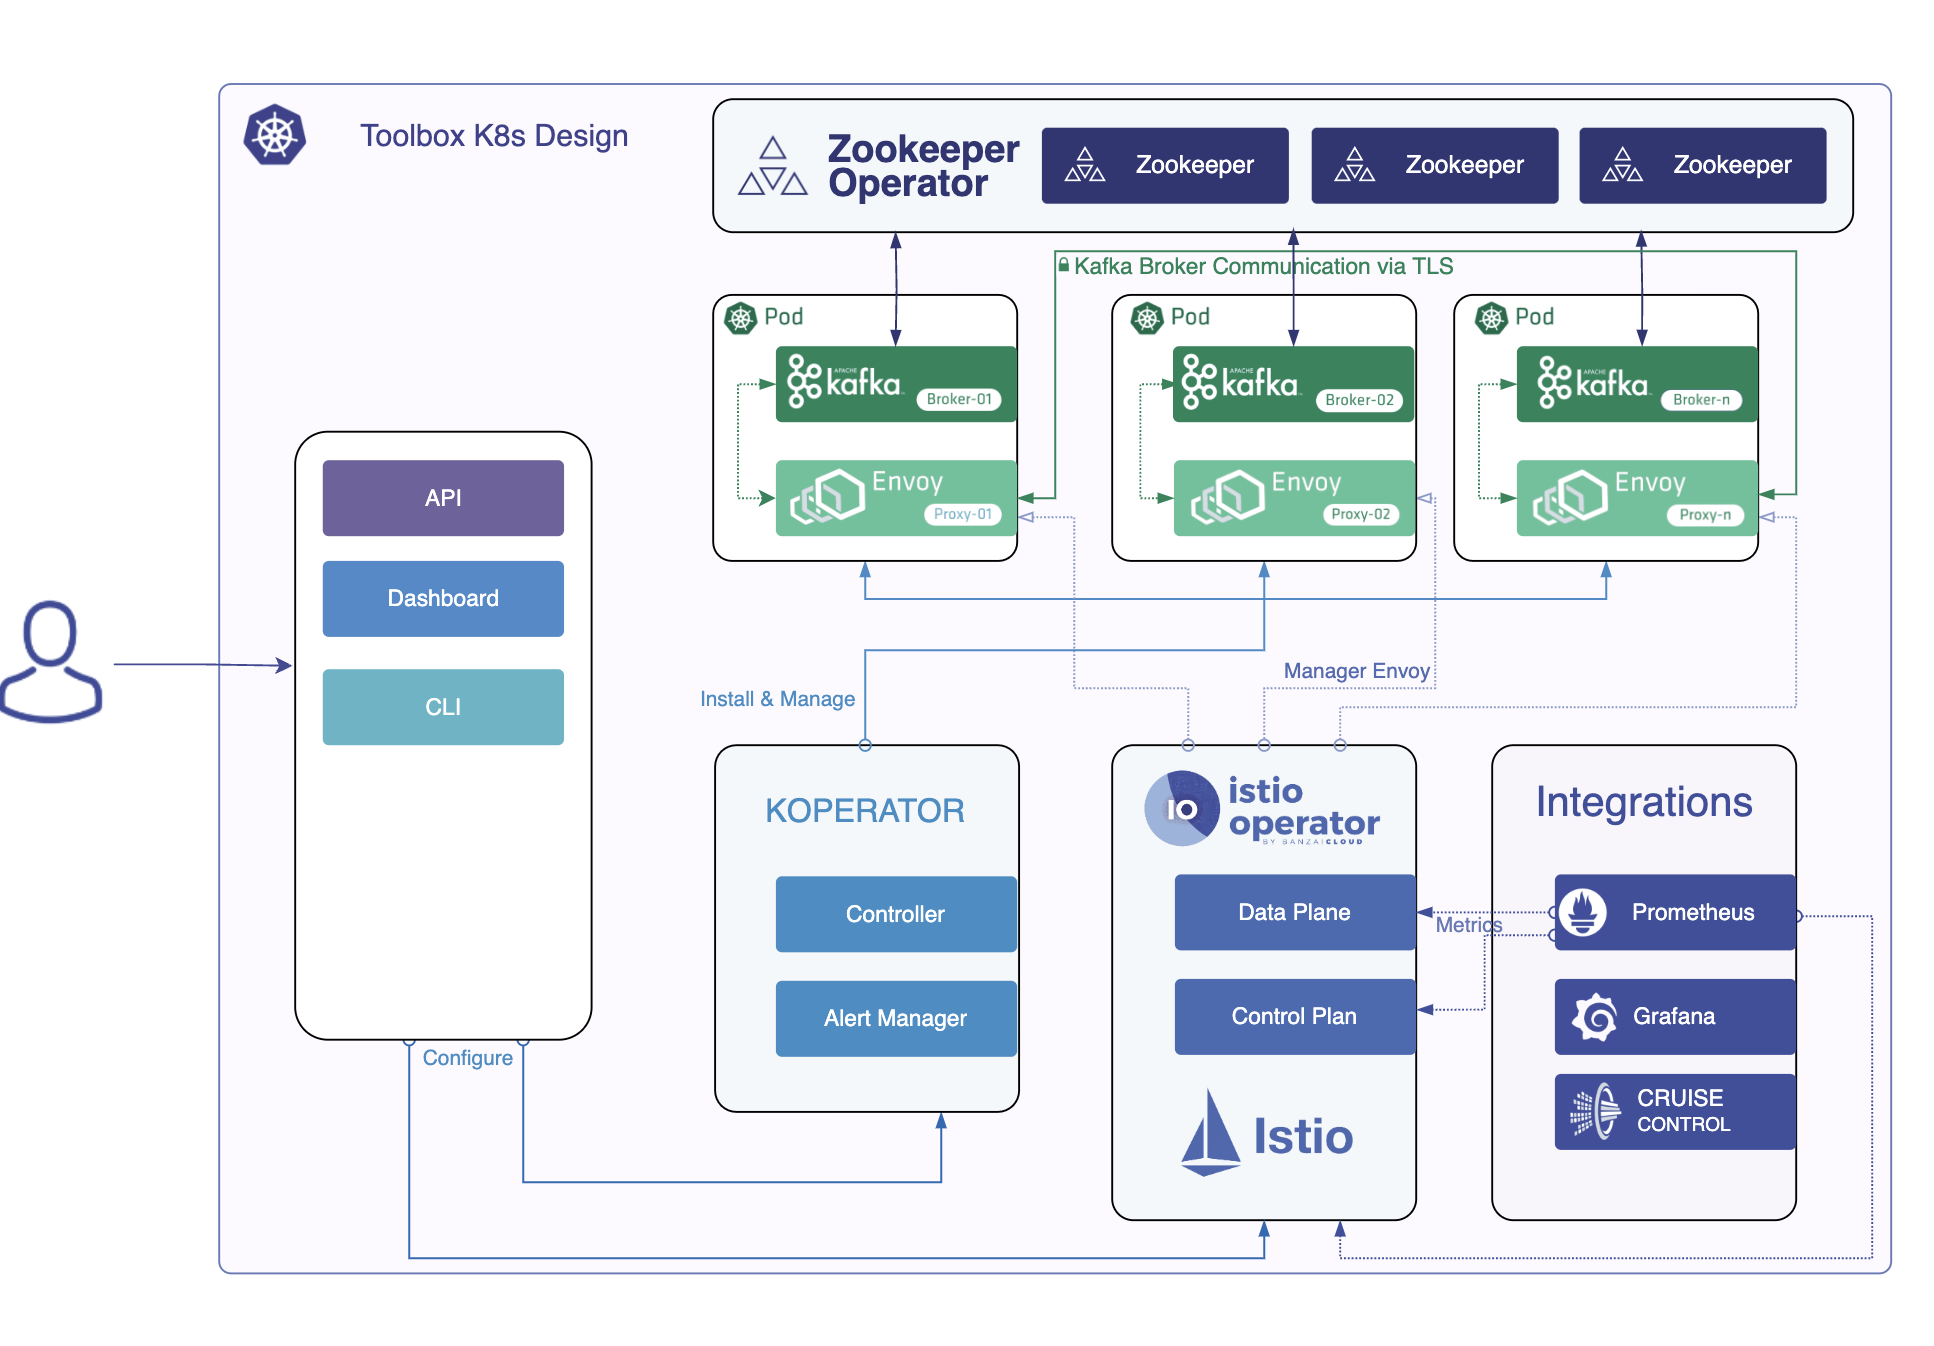 Toolbox K8s Design
Zookeeper
Operator
Zookeeper
Zookeeper
Zookeeper
Kafka Broker Communication via TLS
Pod
APACHE
kafka
Broker-01
Envoy
Proxy-01
Pod
APACHE
kafka
Broker-02
Envoy
Proxy-02
Pod
APACHE
kafka
Broker-n
Envoy
Proxy-n
API
Dashboard
CLI
Configure
Install & Manage
Manager Envoy
KOPERATOR
Controller
Alert Manager
IO
istio
operator
BY BANZAICLOUD
Data Plane
Control Plan
Istio
Metrics
Integrations
Prometheus
Grafana
CRUISE
CONTROL